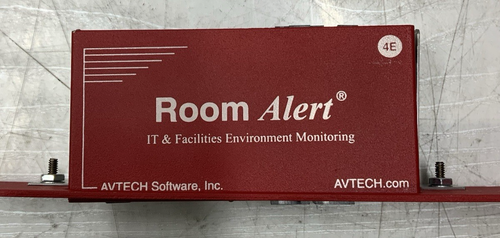 4E
Room Alert®
IT & Facilities Environment Monitoring
AVTECH Software, Inc.
AVTECH.com